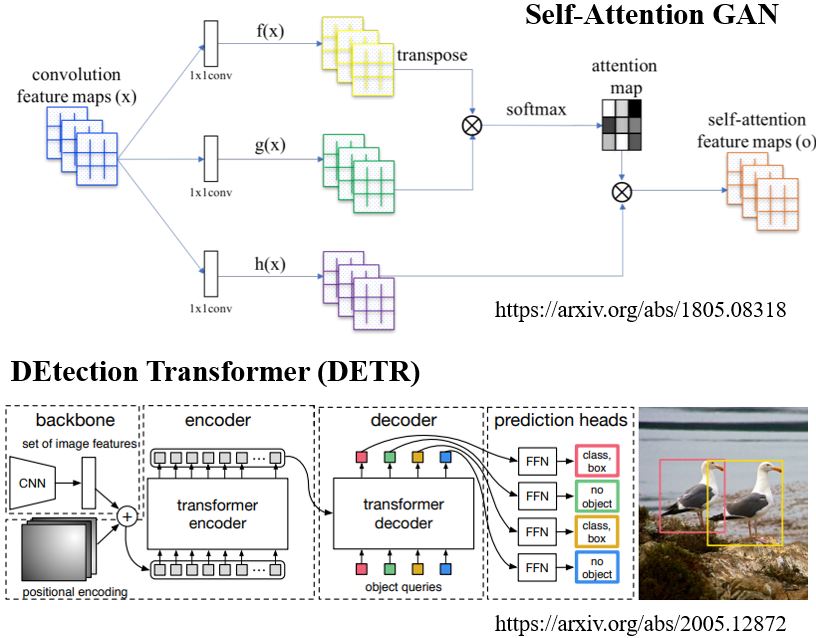 Self-Attention GAN
convolution
feature maps (x)
1x1conv
f(x)
transpose
1x1conv
g(x)
softmax
attention
map
self-attention
feature maps (o)
1x1conv
h(x)
https://arxiv.org/abs/1805.08318
DEtection Transformer (DETR)
backbone
set of image features
CNN
+
positional encoding
encoder
...
transformer
encoder
...
decoder
transformer
decoder
object queries
prediction heads
FFN
class,
box
FFN
no
object
FFN
class,
box
FFN
no
object
https://arxiv.org/abs/2005.12872